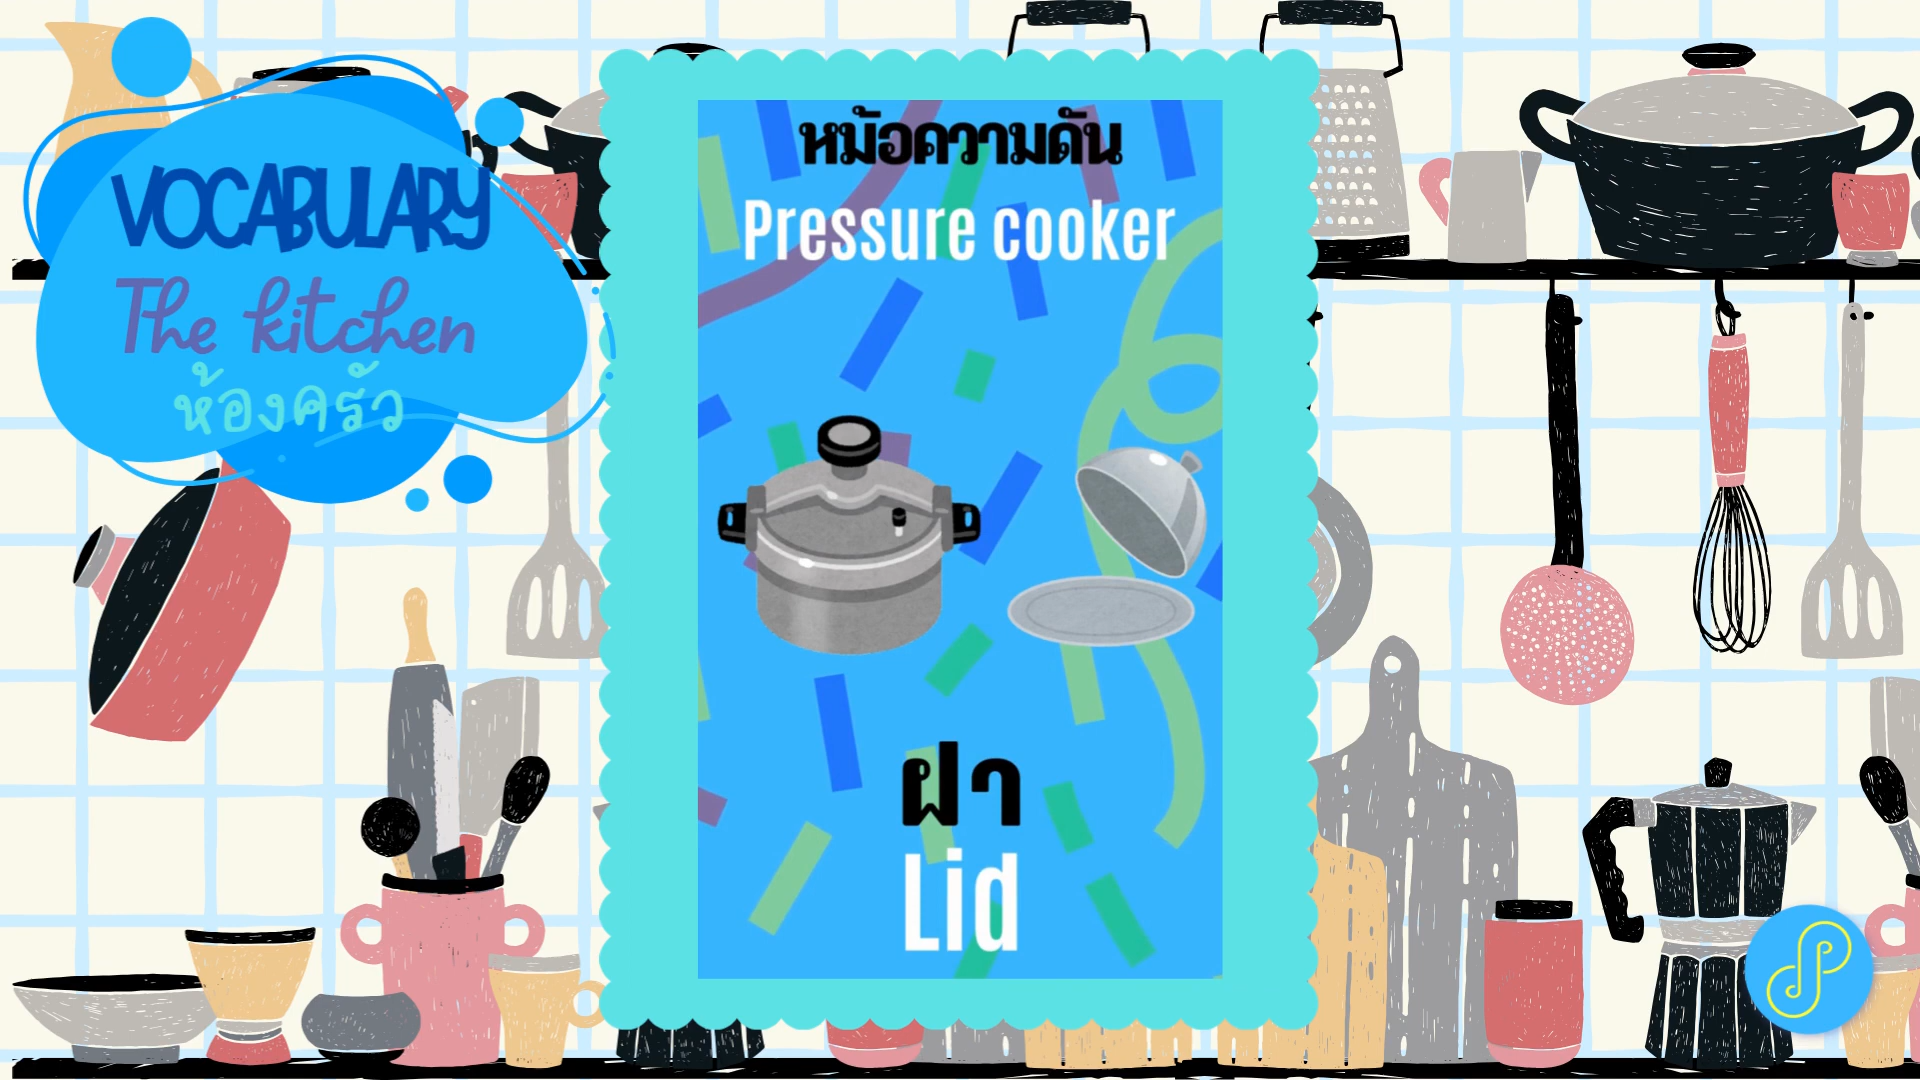 VOCABULARY
The kitchen
ห้องครัว
หม้อความดัน
Pressure cooker
ฝา
Lid